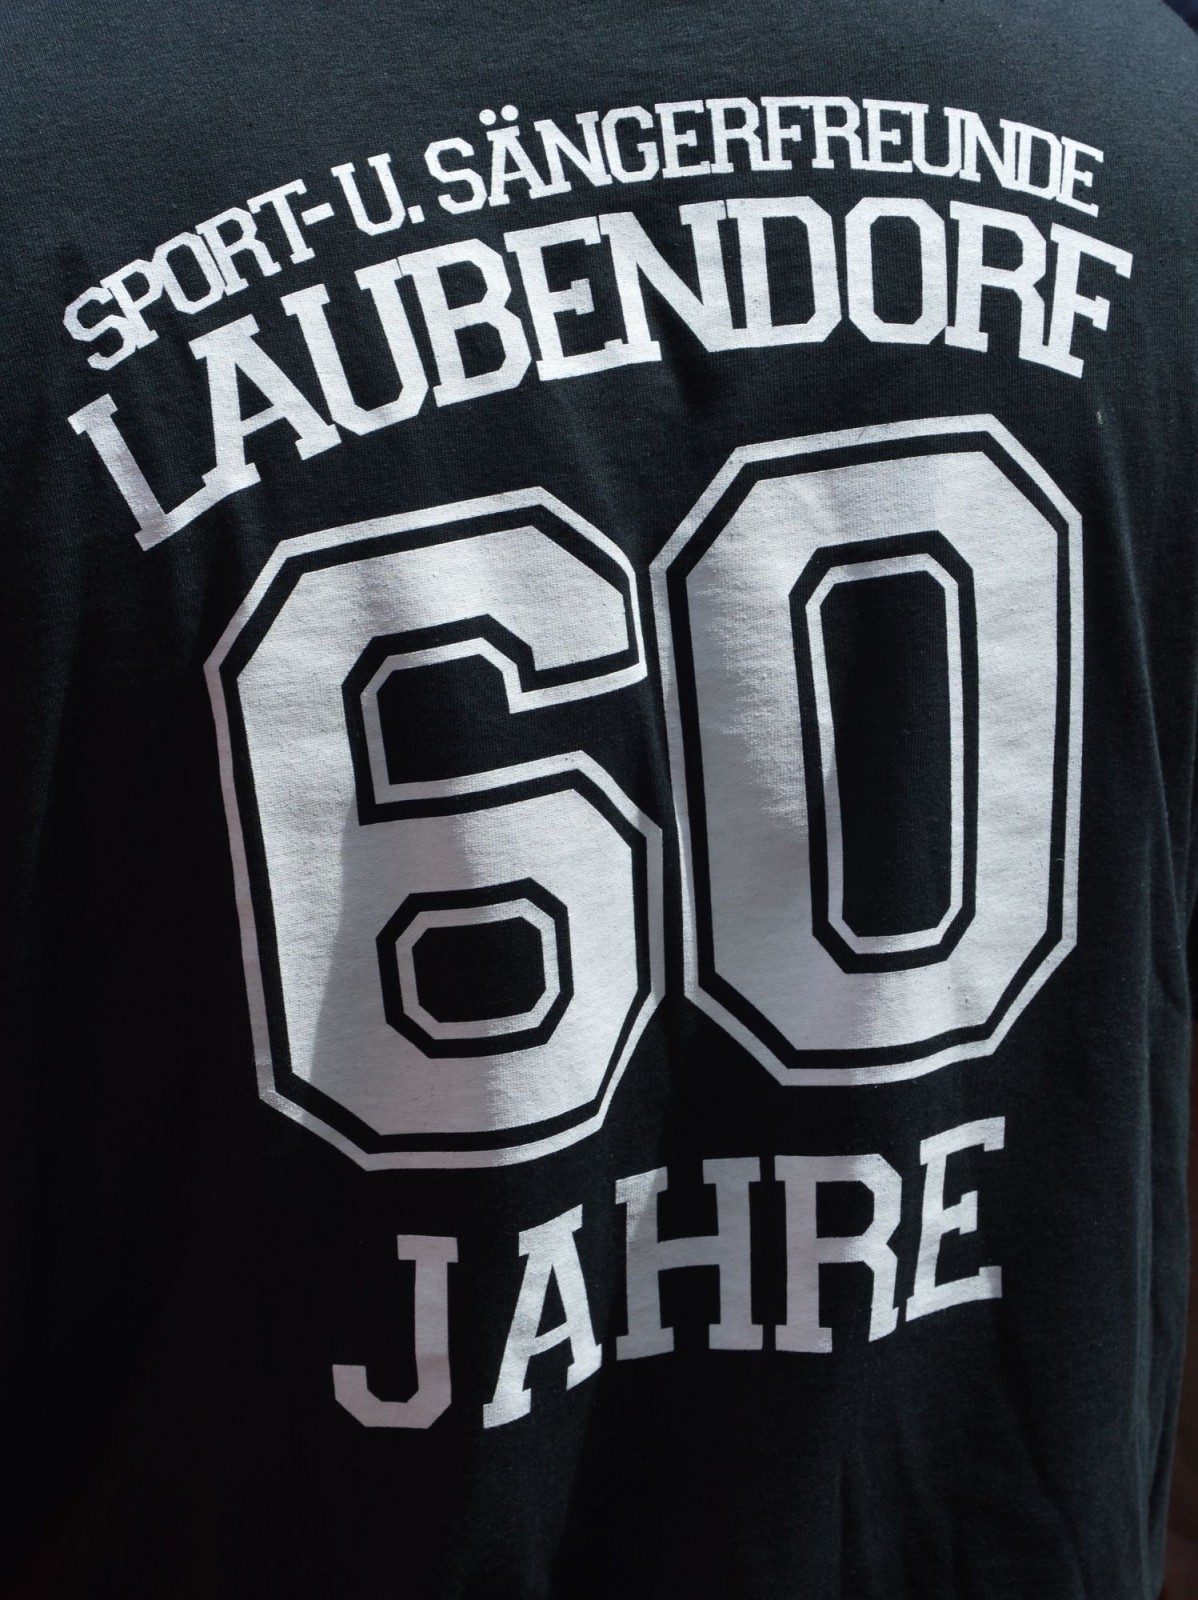 SPORT-U. SÄNGERFREUNDE
LAUBENDORF
60
JAHRE